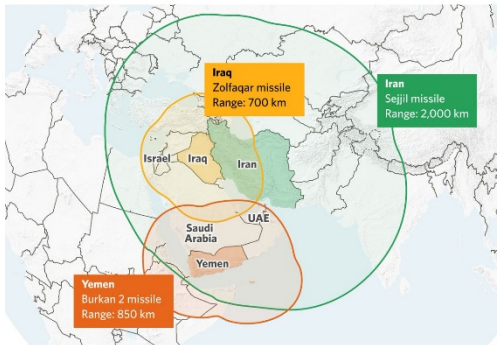 Iraq
Zolfaqar missile
Range: 700 km
Iran
Sejjil missile
Range: 2,000 km
Israel
Iraq
Iran
UAE
Saudi
Arabia
Yemen
Yemen
Burkan 2 missile
Range: 850 km